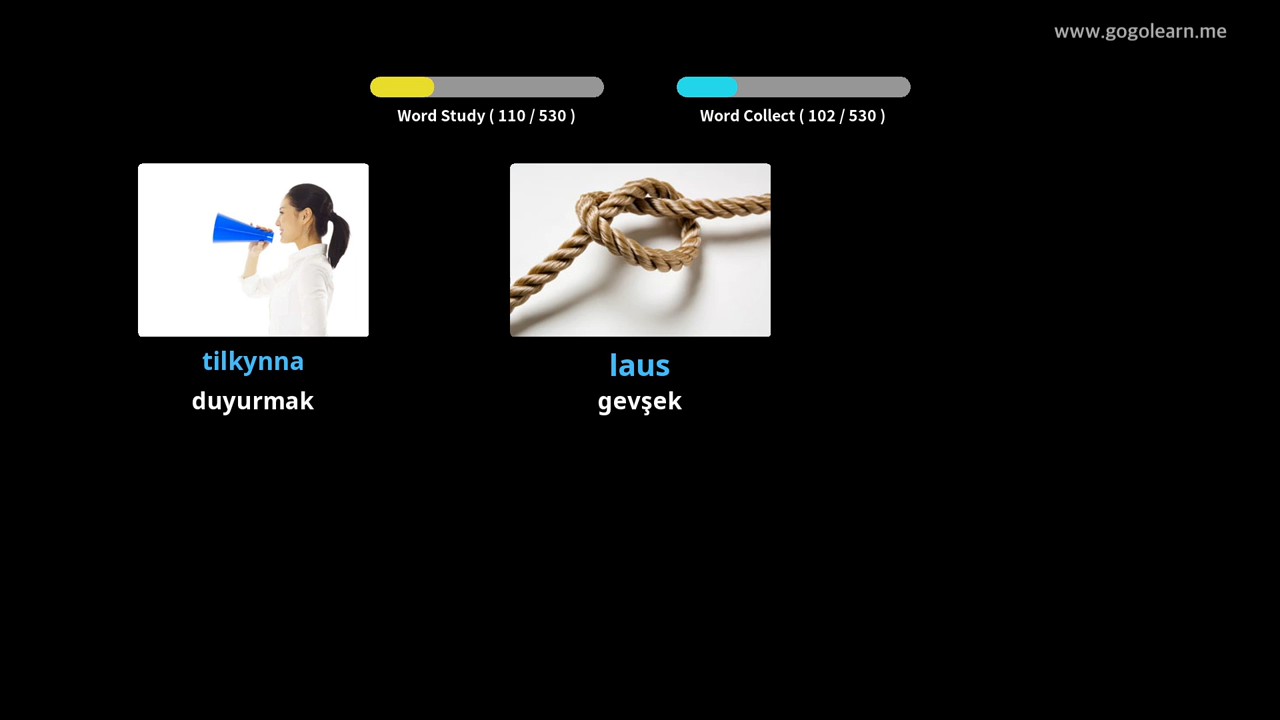 www.gogolearn.me
Word Study ( 110 / 530 )
Word Collect ( 102 / 530 )
tilkynna
duyurmak
laus
gevşek